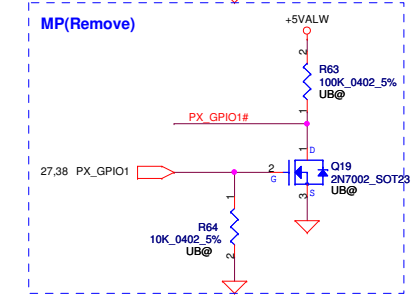 MP(Remove)
+5VALW
2
R63
100K_0402_5%
UB@
1
PX_GPIO1#
1
D
27,38 PX_GPIO1
2
G
Q19
2N7002_SOT23
UB@
3
S
1
R64
10K_0402_5%
UB@
2